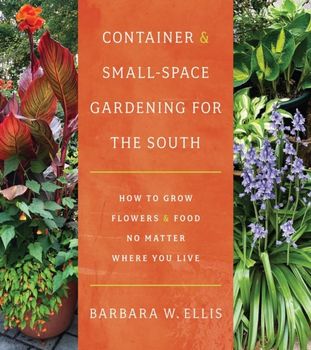 CONTAINER &
SMALL-SPACE
GARDENING FOR
THE SOUTH
HOW TO GROW
FLOWERS & FOOD
NO MATTER
WHERE YOU LIVE
BARBARA W. ELLIS